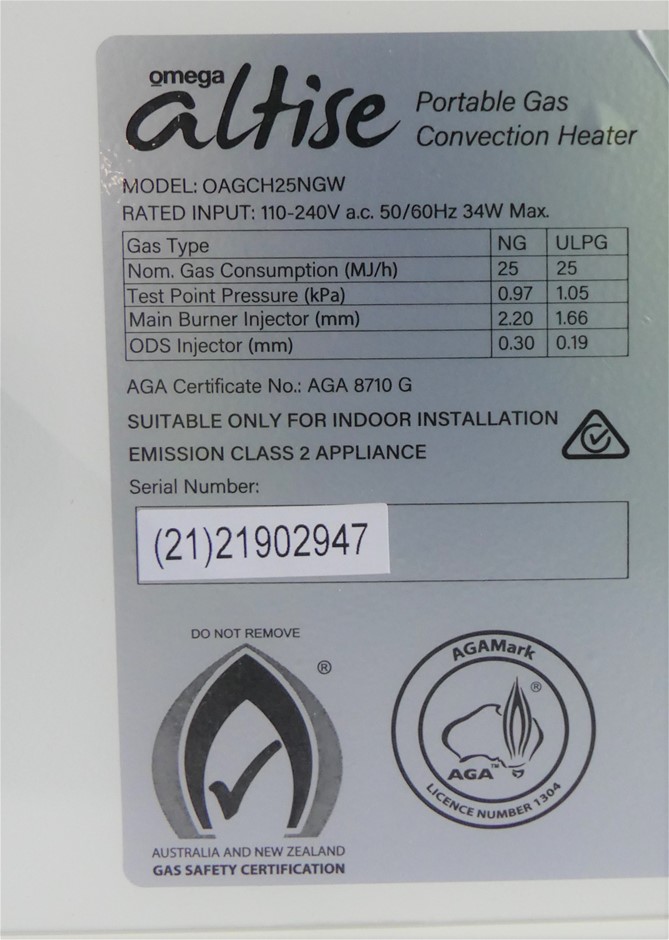 omega
altise
Portable Gas
Convection Heater
MODEL: OAGCH25NGW
RATED INPUT: 110-240V a.c. 50/60Hz 34W Max.
Gas Type NG ULPG
Nom. Gas Consumption (MJ/h) 25 25
Test Point Pressure (kPa) 0.97 1.05
Main Burner Injector (mm) 2.20 1.66
ODS Injector (mm) 0.30 0.19
AGA Certificate No.: AGA 8710 G
SUITABLE ONLY FOR INDOOR INSTALLATION
EMISSION CLASS 2 APPLIANCE
Serial Number:
(21)21902947
DO NOT REMOVE
®
AUSTRALIA AND NEW ZEALAND
GAS SAFETY CERTIFICATION
AGAMark
®
AGA™
LICENCE NUMBER 1304